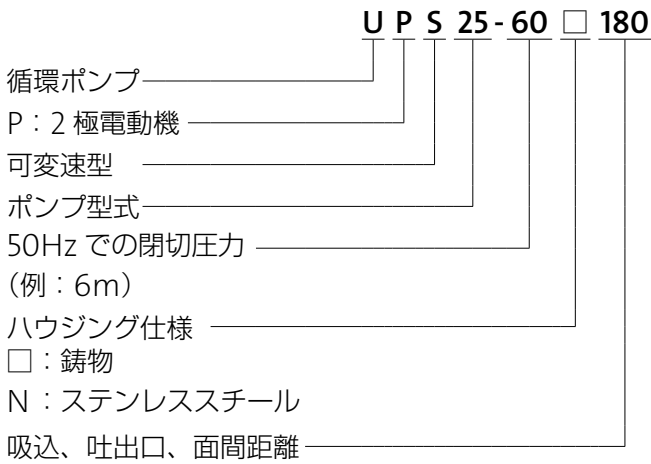 U P S 25 - 60 □ 180
循環ポンプ
P：2 極電動機
可変速型
ポンプ型式
50Hz での閉切圧力
（例：6m）
ハウジング仕様
□：鋳物
N ：ステンレススチール
吸込、吐出口、面間距離